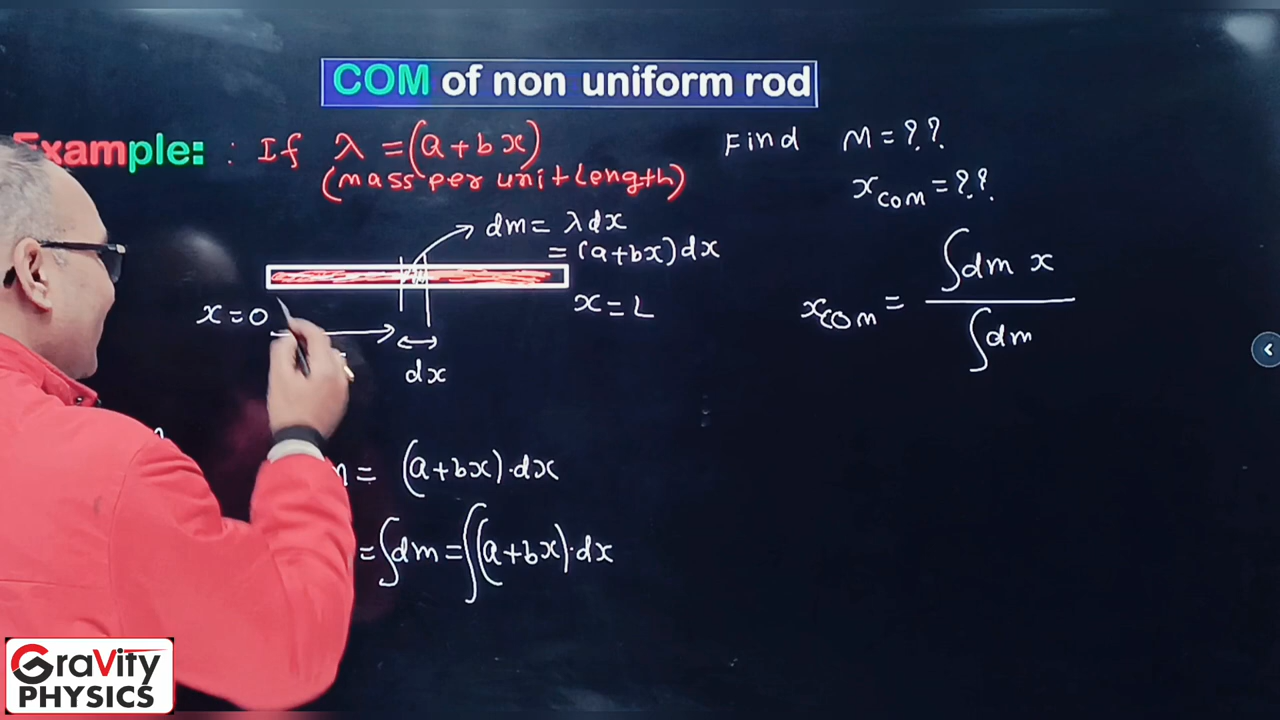 COM of non uniform rod
Example: : If λ = (a + bx)
(mass per unit length)
Find M = ??
x_COM = ??
dm = λdx
= (a+bx)dx
x=0
x = L
dx
x_COM = ∫dm x / ∫dm
= (a+bx)·dx
= ∫dm = ∫(a+bx)·dx
GraVity
PHYSICS